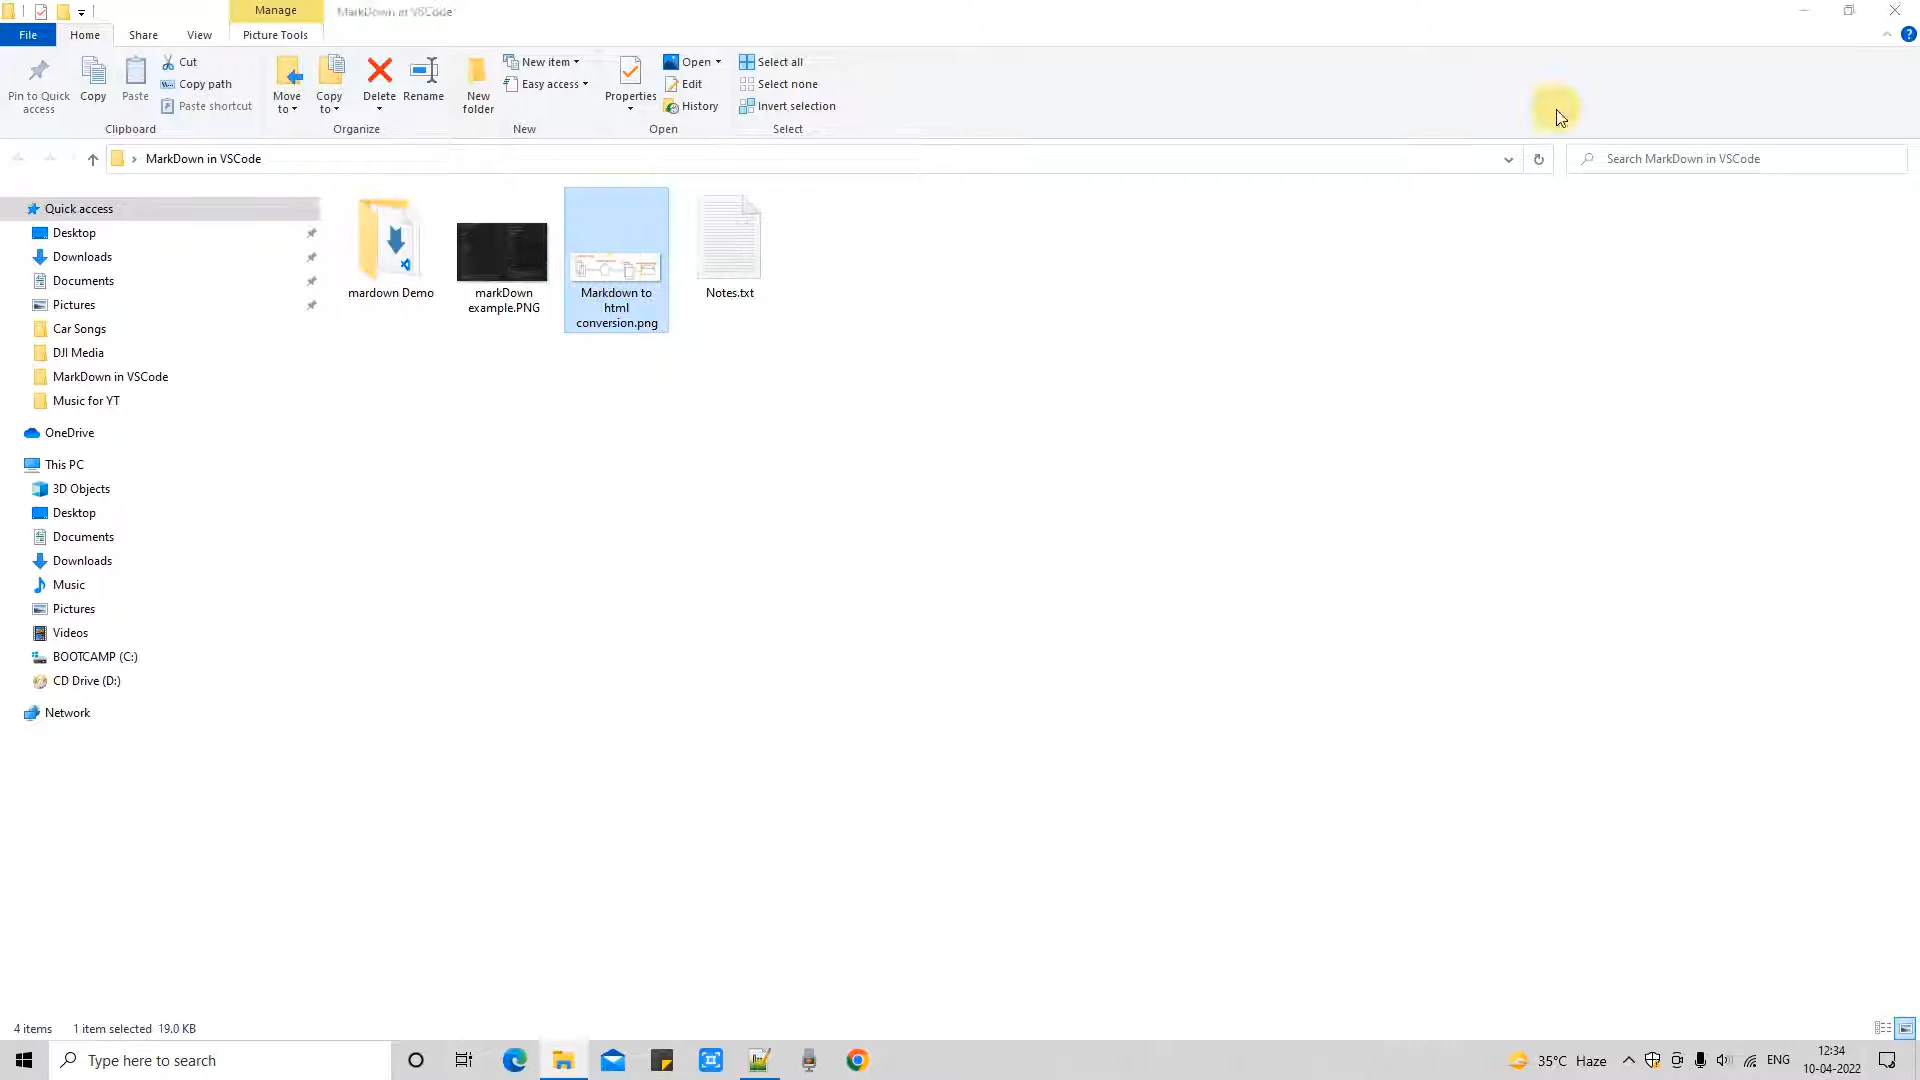 Manage
MarkDown in VSCode
File
Home
Share
View
Picture Tools
Pin to Quick access
Copy
Paste
Cut
Copy path
Paste shortcut
Clipboard
Move to
Copy to
Delete
Rename
Organize
New folder
New item
Easy access
New
Properties
Open
Edit
History
Open
Select all
Select none
Invert selection
Select
MarkDown in VSCode
Search MarkDown in VSCode
Quick access
Desktop
Downloads
Documents
Pictures
Car Songs
DJI Media
MarkDown in VSCode
Music for YT
OneDrive
This PC
3D Objects
Desktop
Documents
Downloads
Music
Pictures
Videos
BOOTCAMP (C:)
CD Drive (D:)
Network
mardown Demo
markDown
example.PNG
Markdown to
html
conversion.png
Notes.txt
4 items
1 item selected 19.0 KB
Type here to search
35°C Haze
ENG
12:34
10-04-2022